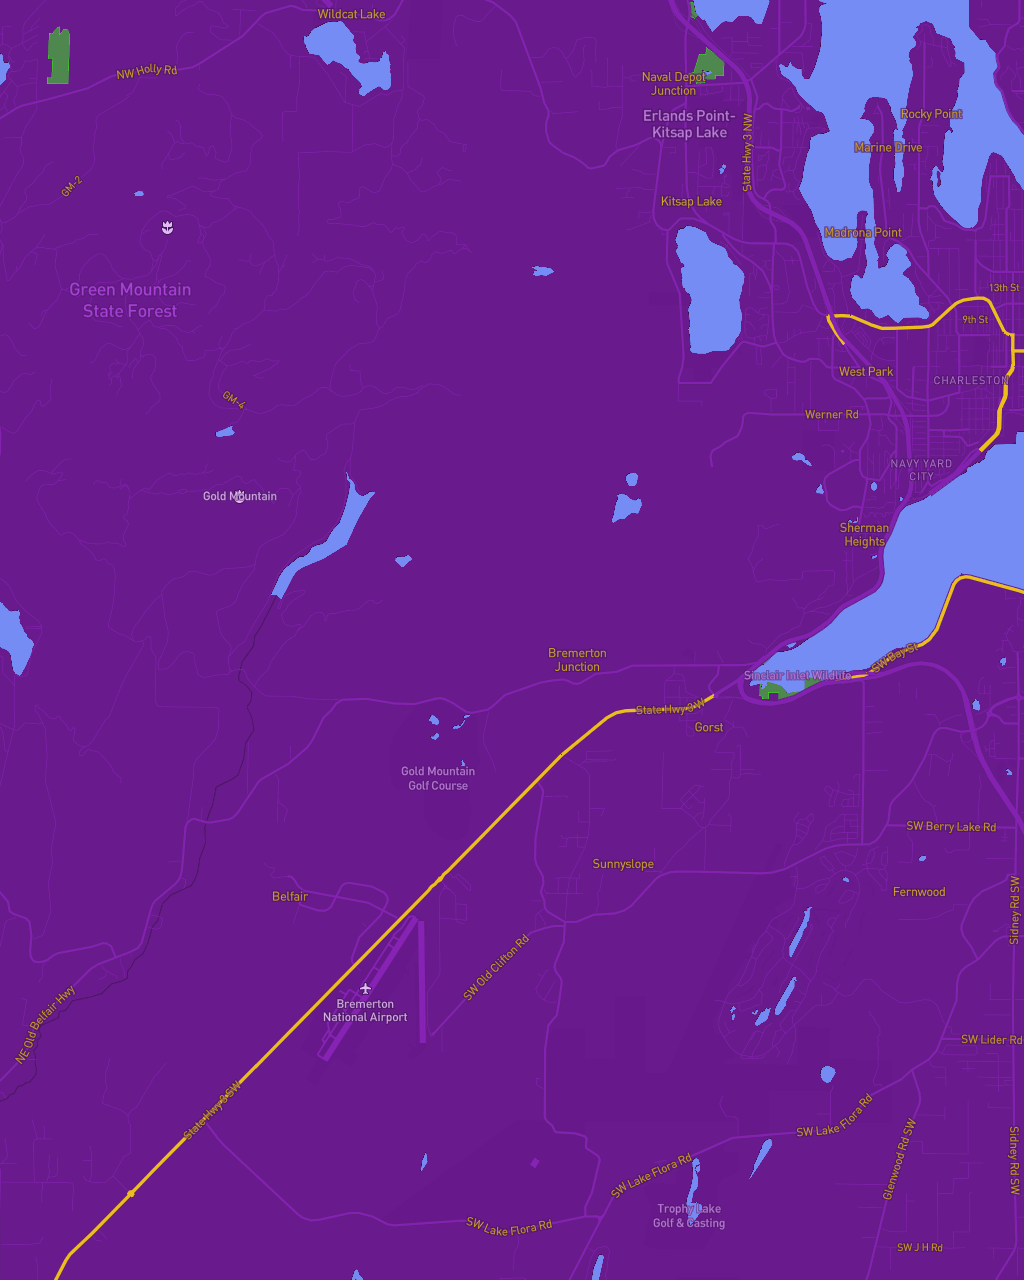 Wildcat Lake
NW Holly Rd
Naval Depot
Junction
Erlands Point-
Kitsap Lake
State Hwy 3 NW
Rocky Point
Marine Drive
GM-2
Kitsap Lake
Madrona Point
Green Mountain
State Forest
13th St
9th St
West Park
CHARLESTON
GM-4
Werner Rd
NAVY YARD
CITY
Gold Mountain
Sherman
Heights
Bremerton
Junction
SW Bay St
Sinclair Inlet Wildlife
State Hwy 3 W
Gorst
Gold Mountain
Golf Course
SW Berry Lake Rd
Sunnyslope
Belfair
Fernwood
Sidney Rd SW
SW Old Clifton Rd
Bremerton
National Airport
NE Old Belfair Hwy
SW Lider Rd
State Hwy 3 SW
SW Lake Flora Rd
Glenwood Rd SW
Sidney Rd SW
SW Lake Flora Rd
Trophy Lake
Golf & Casting
SW Lake Flora Rd
SW J H Rd